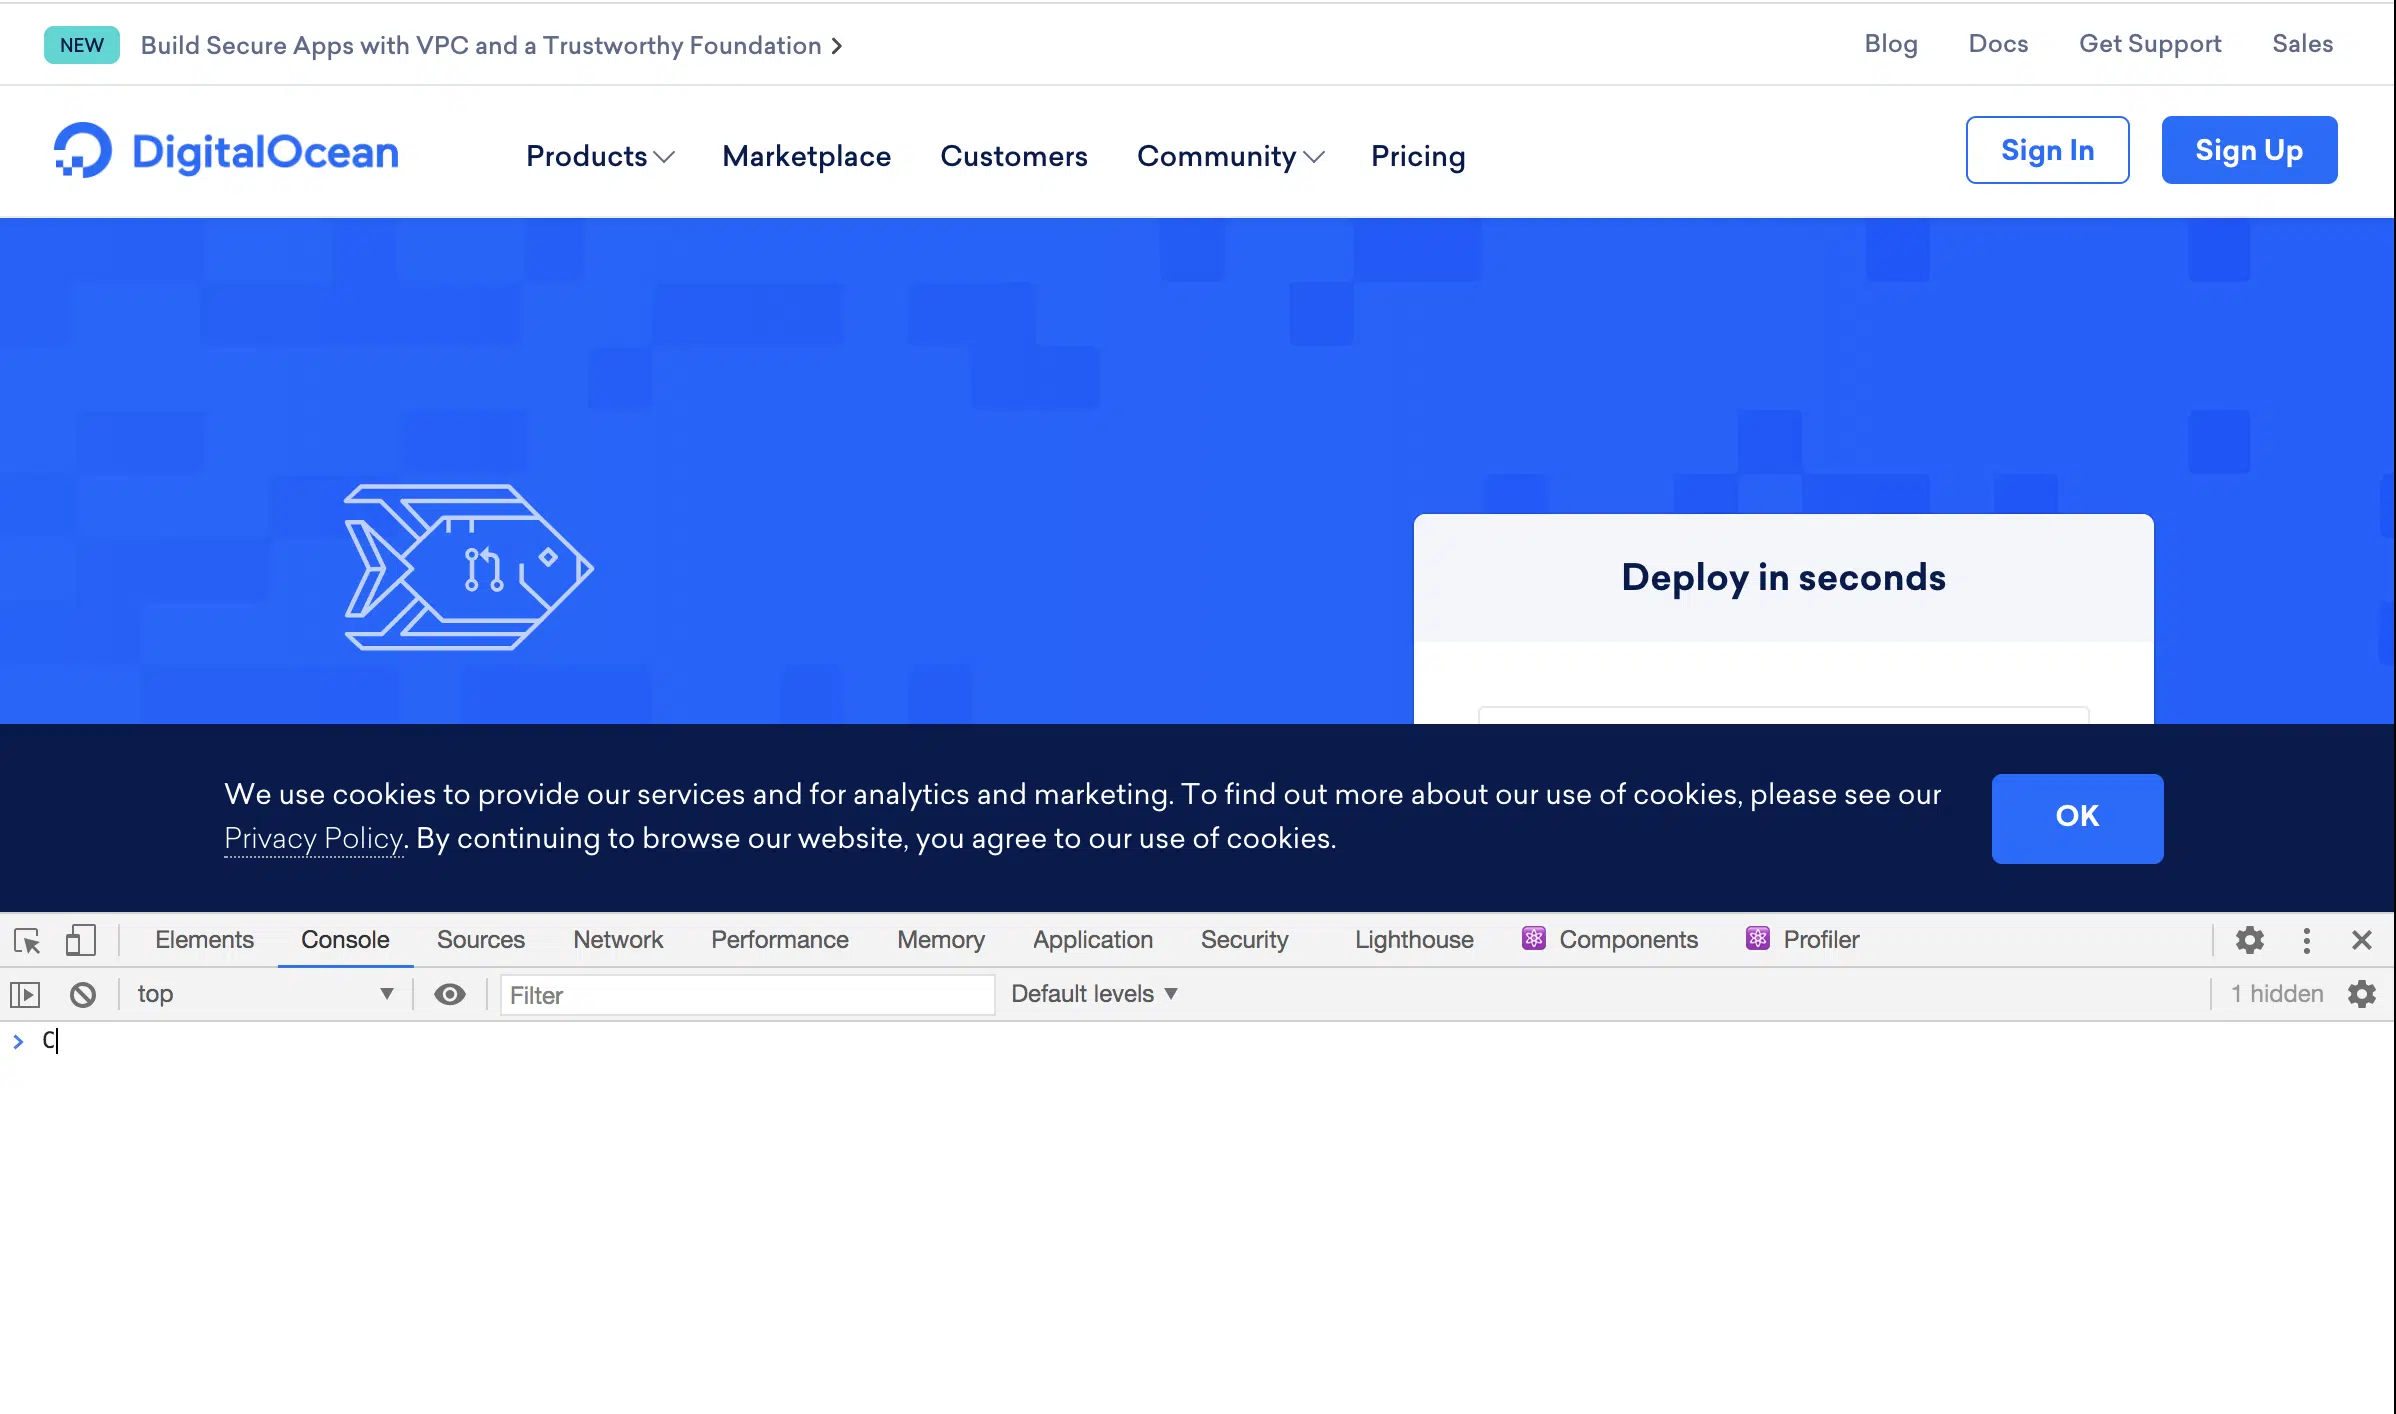 NEW Build Secure Apps with VPC and a Trustworthy Foundation Blog Docs Get Support Sales
DigitalOcean Products Marketplace Customers Community Pricing Sign In Sign Up
Deploy in seconds
We use cookies to provide our services and for analytics and marketing. To find out more about our use of cookies, please see our
Privacy Policy. By continuing to browse our website, you agree to our use of cookies.
OK
Elements Console Sources Network Performance Memory Application Security Lighthouse Components Profiler
top Filter Default levels 1 hidden
C